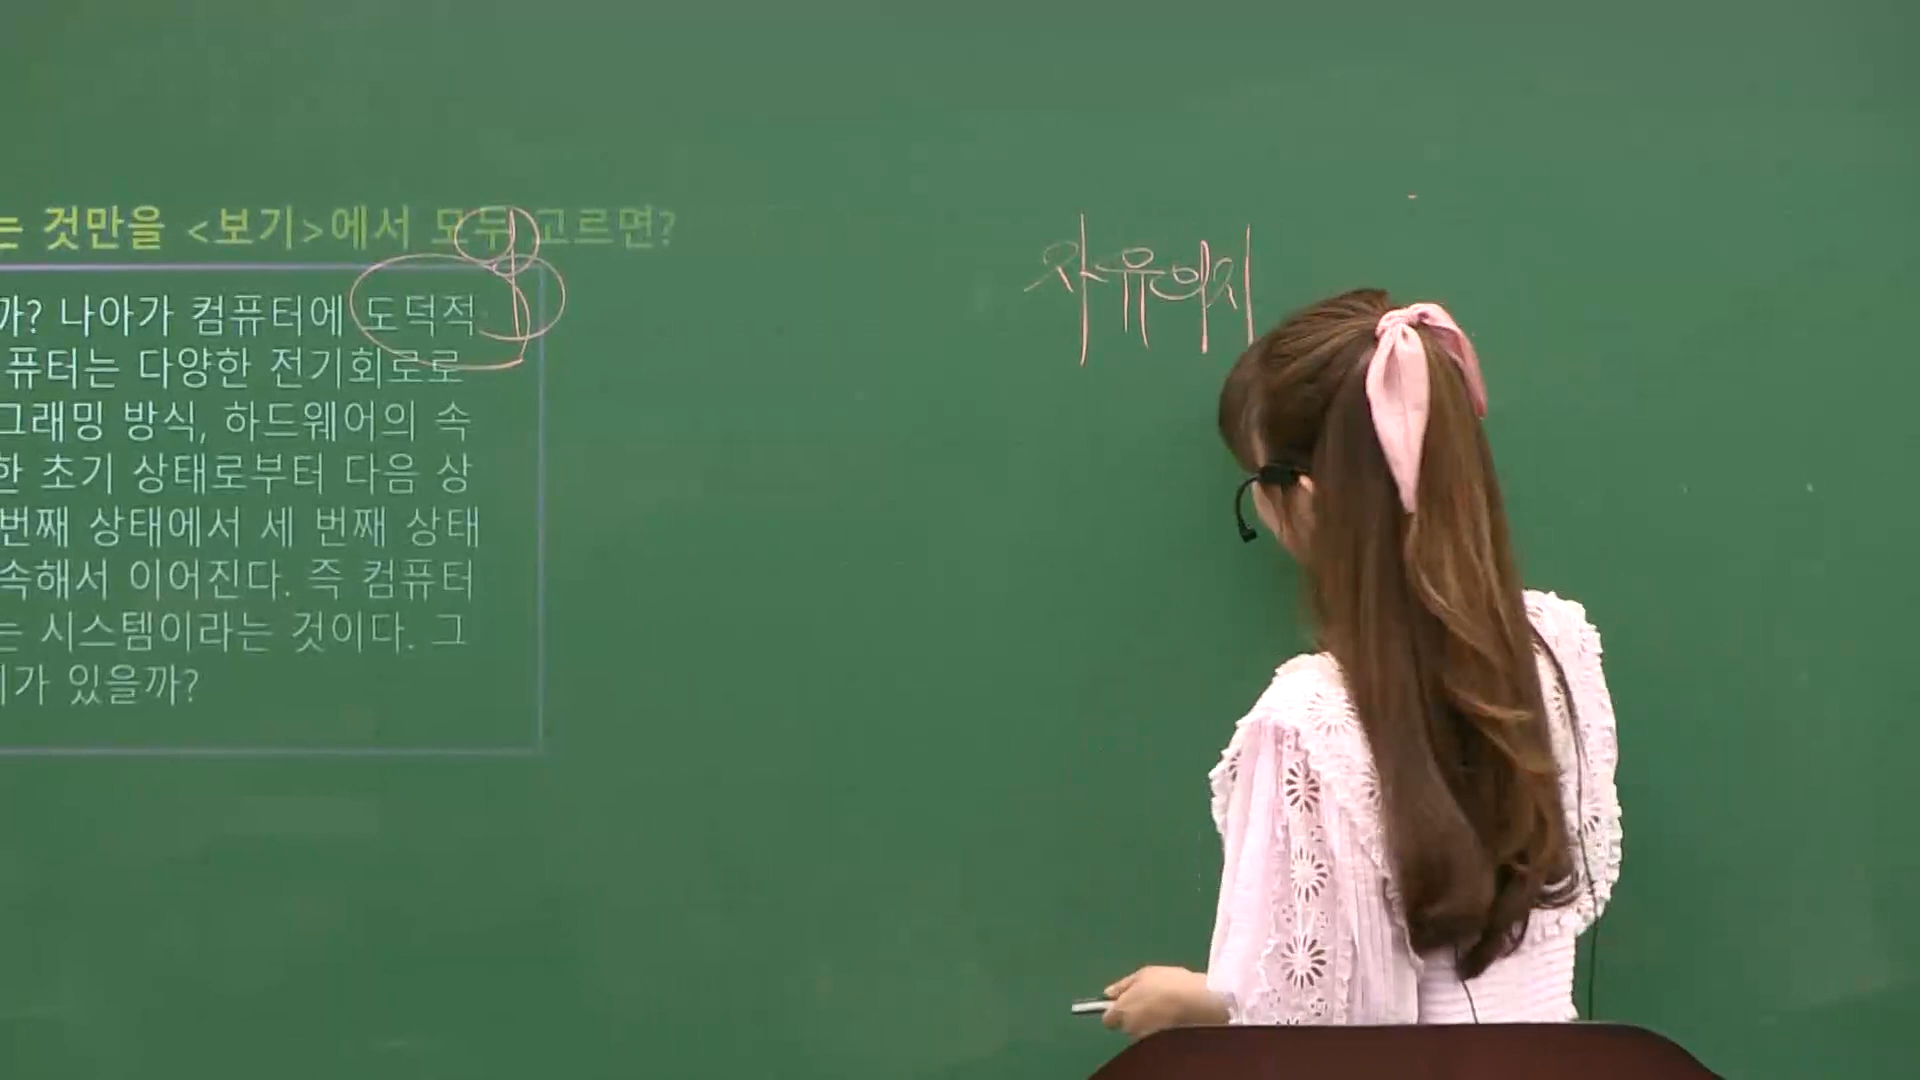 는 것만을 <보기>에서 모두 고르면?
까? 나아가 컴퓨터에 도덕적
퓨터는 다양한 전기회로로
그래밍 방식, 하드웨어의 속
한 초기 상태로부터 다음 상
번째 상태에서 세 번째 상태
속해서 이어진다. 즉 컴퓨터
는 시스템이라는 것이다. 그
가 있을까?
자유의지